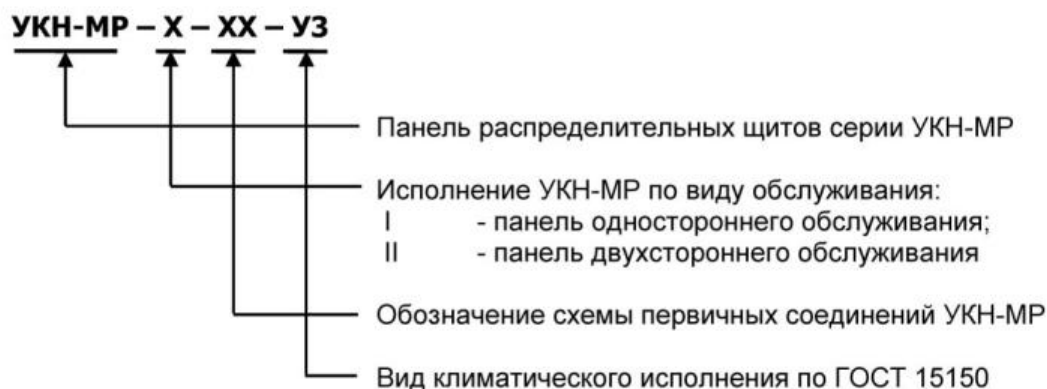 УКН-МР – Х – ХХ – У3
Панель распределительных щитов серии УКН-МР
Исполнение УКН-МР по виду обслуживания:
I - панель одностороннего обслуживания;
II - панель двухстороннего обслуживания
Обозначение схемы первичных соединений УКН-МР
Вид климатического исполнения по ГОСТ 15150